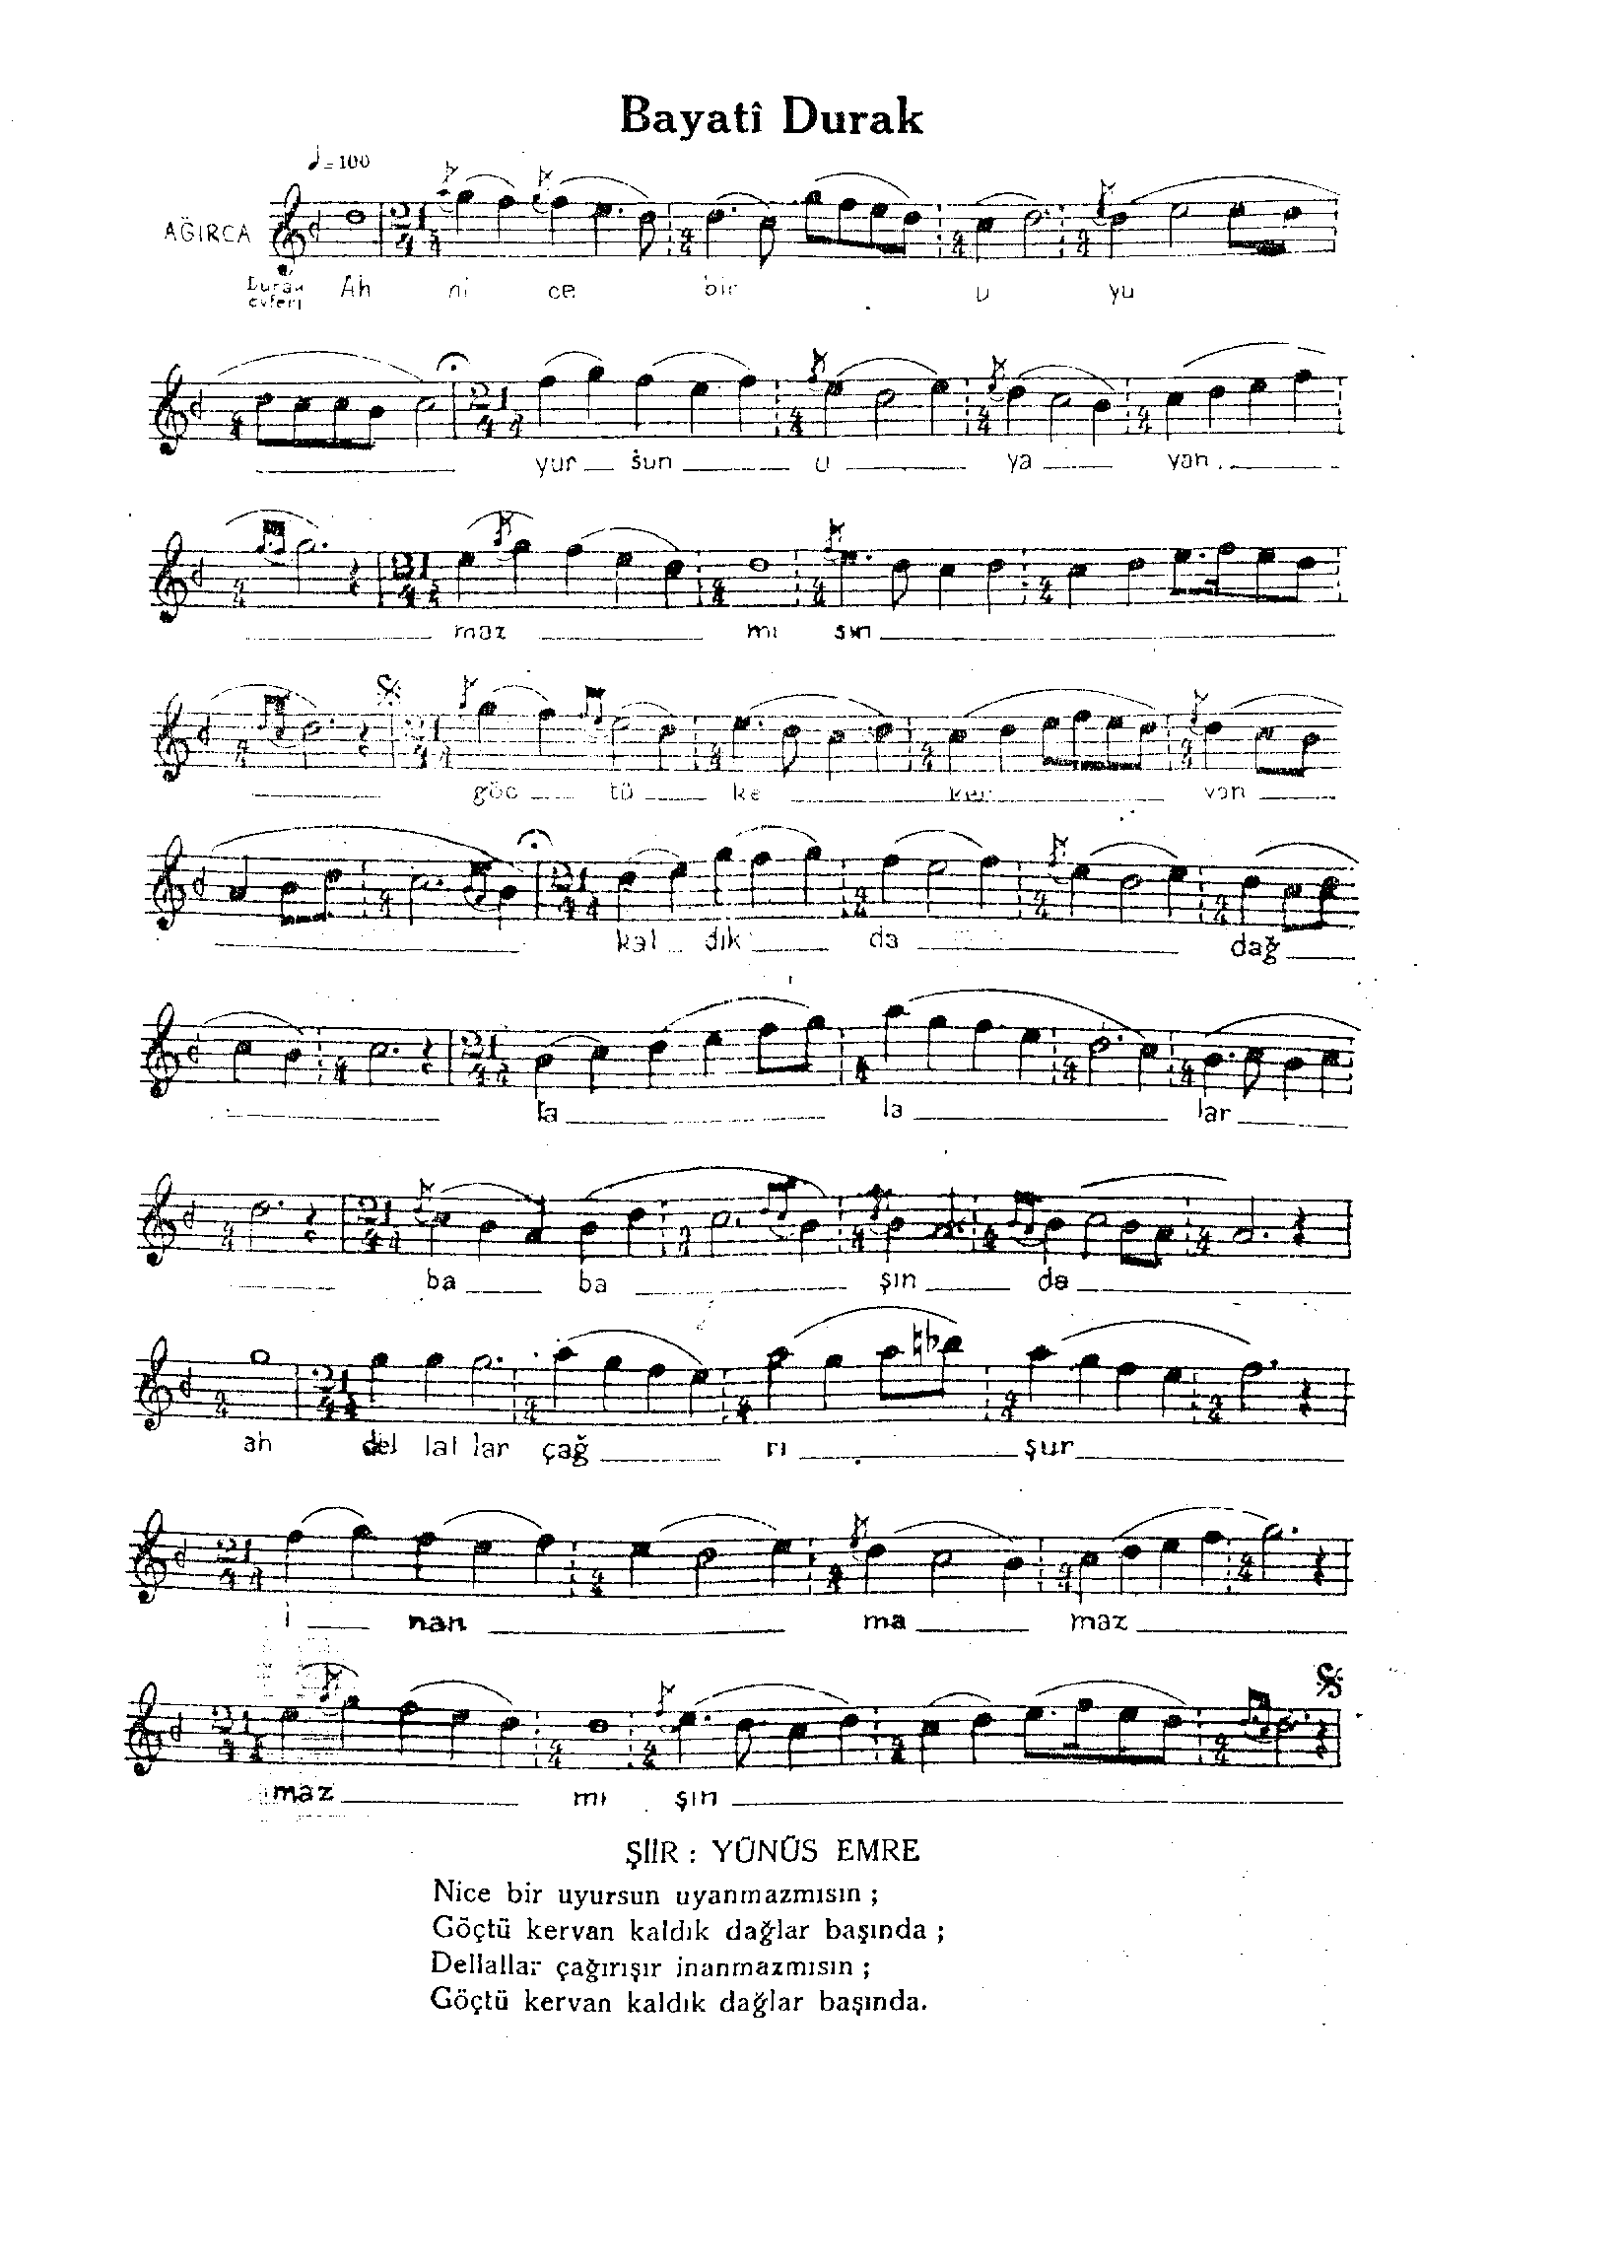 Bayatî Durak
♩=100
AĞIRCA
Durak evferi
Ah ni ce bir u yu
yur sun u ya yan
maz mı sın
göç tü ke ker van
kal dık da dağ
la la lar
ba ba şın da
ah del lal lar çağ rı şur
i nan ma maz
maz mı şın
ŞİİR : YÛNÛS EMRE
Nice bir uyursun uyanmazmısın ;
Göçtü kervan kaldık dağlar başında ;
Dellallar çağırışır inanmazmısın ;
Göçtü kervan kaldık dağlar başında.